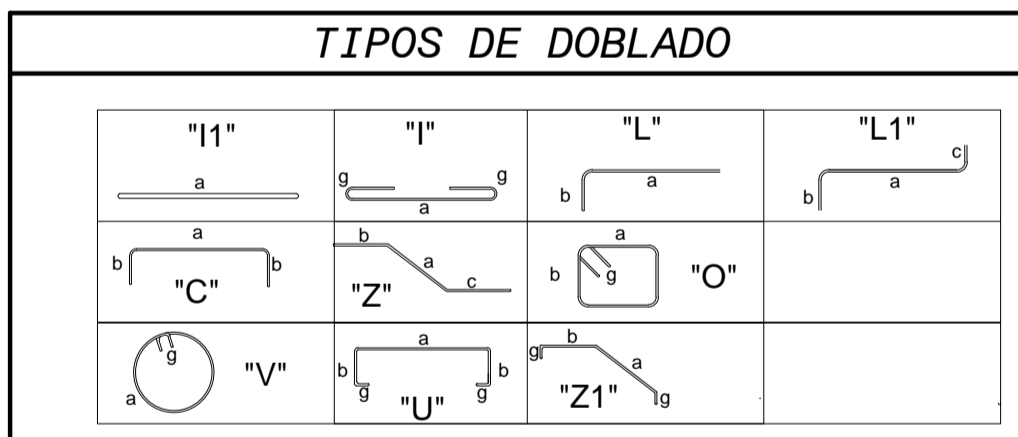 TIPOS DE DOBLADO
"I1"
a
"I"
g g
a
"L"
b a
"L1"
c
b a
a
b b
"C"
b
a
"Z" c
a
b g "O"
g
a "V"
a
b b
g g
"U"
b
g a
"Z1" g